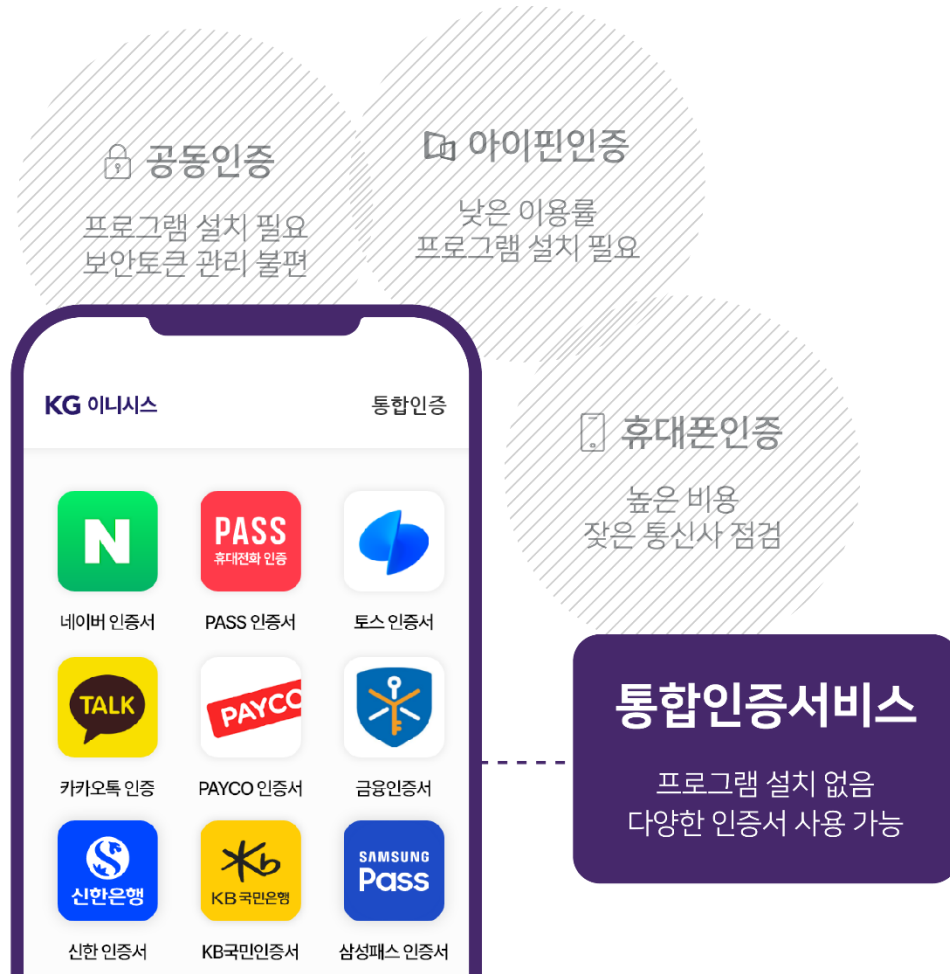 공동인증
프로그램 설치 필요
보안토큰 관리 불편
아이핀인증
낮은 이용률
프로그램 설치 필요
휴대폰인증
높은 비용
잦은 통신사 점검
KG 이니시스
통합인증
N
PASS
휴대전화 인증
네이버 인증서
PASS 인증서
토스 인증서
TALK
PAYCO
카카오톡 인증
PAYCO 인증서
금융인증서
S
신한은행
Kb
KB국민은행
SAMSUNG
Pass
신한 인증서
KB국민인증서
삼성패스 인증서
통합인증서비스
프로그램 설치 없음
다양한 인증서 사용 가능